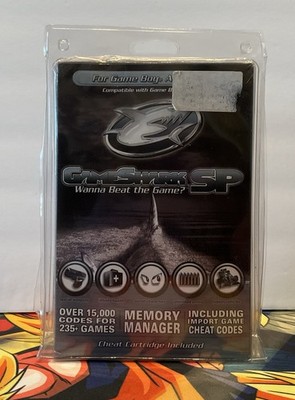 For Game Boy
Compatible with Game B
GAMESHARK SP
Wanna Beat the Game?
OVER 15,000
CODES FOR
235+ GAMES
MEMORY
MANAGER
INCLUDING
IMPORT GAME
CHEAT CODES
Cheat Cartridge Included